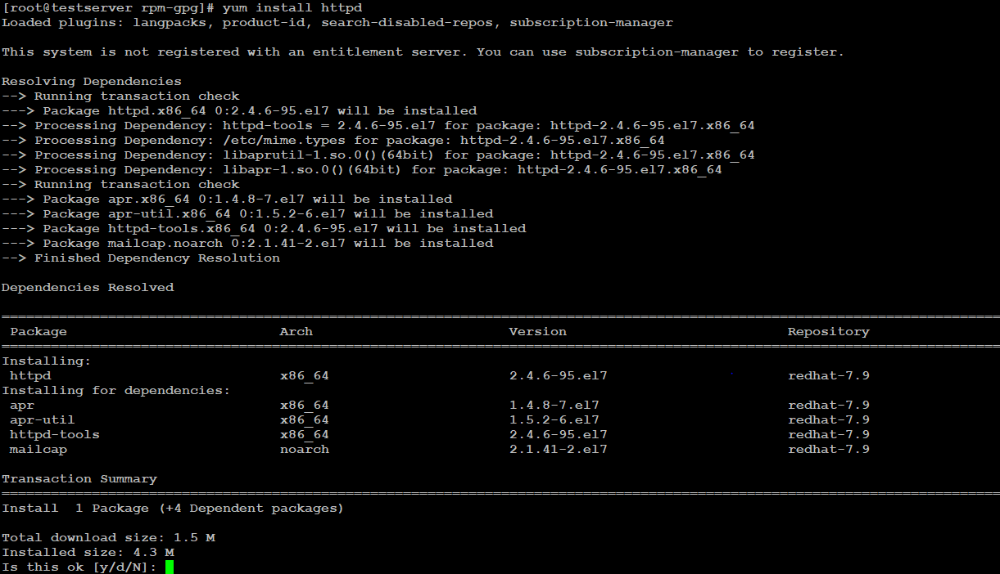 [root@testserver rpm-gpg]# yum install httpd
Loaded plugins: langpacks, product-id, search-disabled-repos, subscription-manager
This system is not registered with an entitlement server. You can use subscription-manager to register.
Resolving Dependencies
--> Running transaction check
---> Package httpd.x86_64 0:2.4.6-95.el7 will be installed
--> Processing Dependency: httpd-tools = 2.4.6-95.el7 for package: httpd-2.4.6-95.el7.x86_64
--> Processing Dependency: /etc/mime.types for package: httpd-2.4.6-95.el7.x86_64
--> Processing Dependency: libaprutil-1.so.0()(64bit) for package: httpd-2.4.6-95.el7.x86_64
--> Processing Dependency: libapr-1.so.0()(64bit) for package: httpd-2.4.6-95.el7.x86_64
--> Running transaction check
---> Package apr.x86_64 0:1.4.8-7.el7 will be installed
---> Package apr-util.x86_64 0:1.5.2-6.el7 will be installed
---> Package httpd-tools.x86_64 0:2.4.6-95.el7 will be installed
---> Package mailcap.noarch 0:2.1.41-2.el7 will be installed
--> Finished Dependency Resolution
Dependencies Resolved
================================================================================
Package Arch Version Repository
================================================================================
Installing:
httpd x86_64 2.4.6-95.el7 redhat-7.9
Installing for dependencies:
apr x86_64 1.4.8-7.el7 redhat-7.9
apr-util x86_64 1.5.2-6.el7 redhat-7.9
httpd-tools x86_64 2.4.6-95.el7 redhat-7.9
mailcap noarch 2.1.41-2.el7 redhat-7.9
Transaction Summary
================================================================================
Install  1 Package (+4 Dependent packages)
Total download size: 1.5 M
Installed size: 4.3 M
Is this ok [y/d/N]: